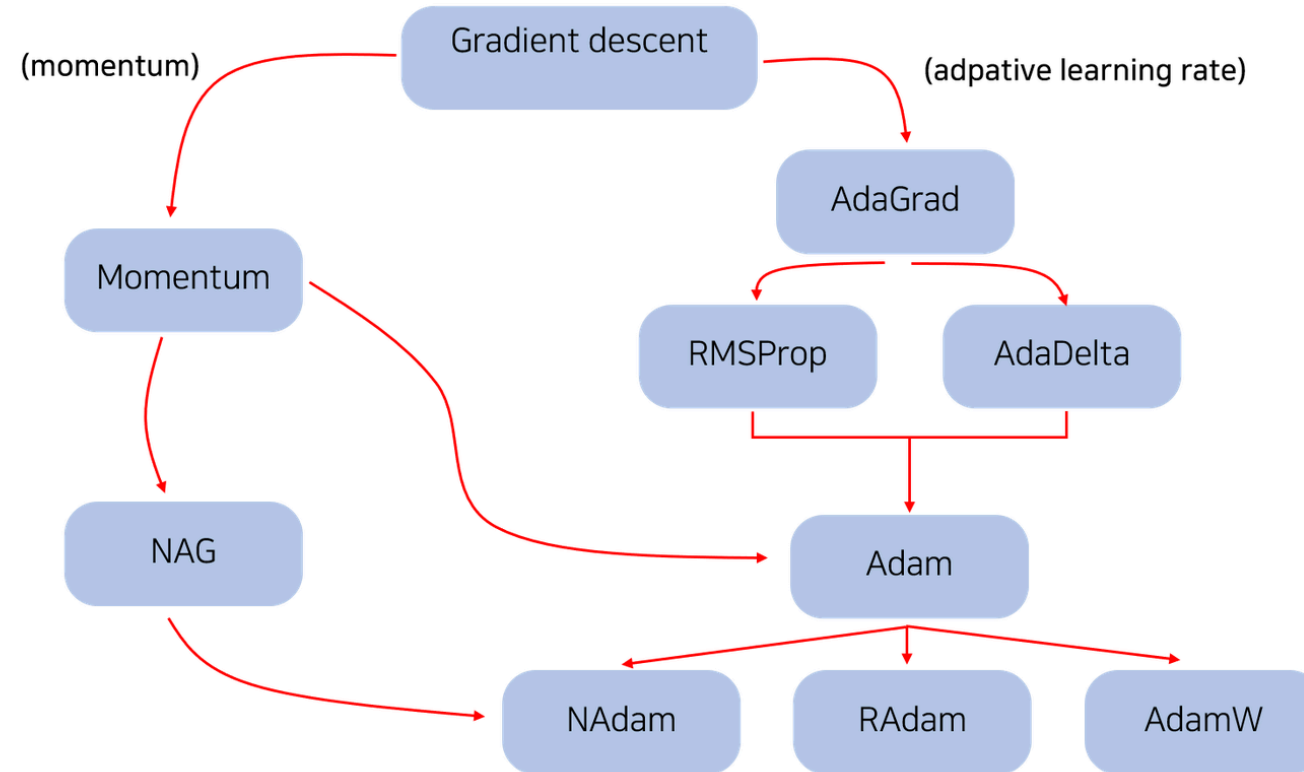 Gradient descent
(momentum)
(adpative learning rate)
AdaGrad
Momentum
RMSProp
AdaDelta
NAG
Adam
NAdam
RAdam
AdamW